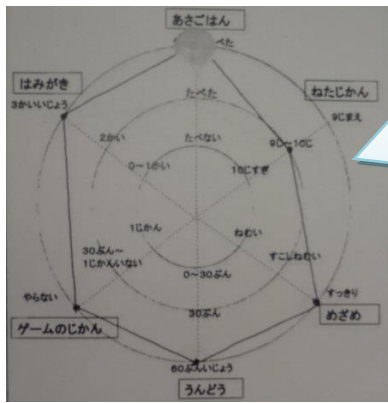 あさごはん
べた
はみがき
3かいいじょう
ねたじかん
9じまえ
たべた
2かい
たべない
9じ～10じ
0～1かい
10じすぎ
1じかん
ねむい
30ぷん～
1じかんいない
すこしねむい
0～30ぷん
やらない
すっきり
30ぷん
ゲームのじかん
めざめ
60ぷんいじょう
うんどう